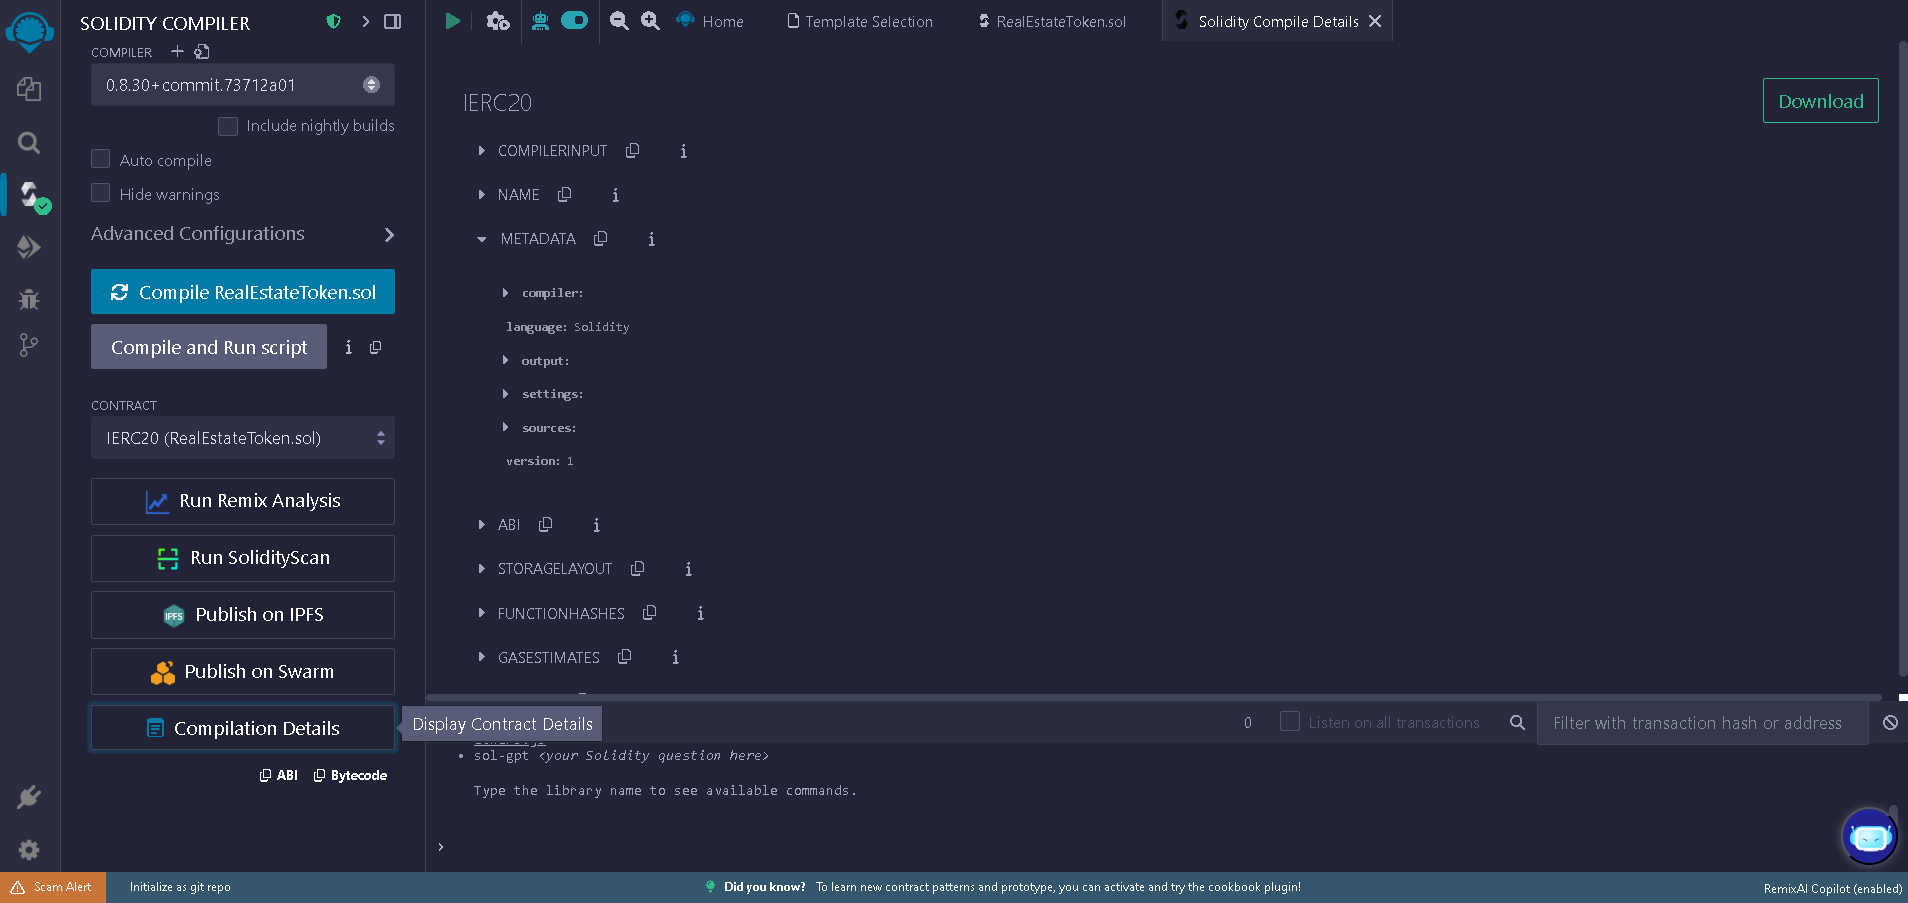 SOLIDITY COMPILER
COMPILER
0.8.30+commit.73712a01
Include nightly builds
Auto compile
Hide warnings
Advanced Configurations
Compile RealEstateToken.sol
Compile and Run script
CONTRACT
IERC20 (RealEstateToken.sol)
Run Remix Analysis
Run SolidityScan
IPFS
Publish on IPFS
Publish on Swarm
Compilation Details
ABI Bytecode
Home Template Selection RealEstateToken.sol Solidity Compile Details
IERC20
Download
COMPILERINPUT
NAME
METADATA
compiler:
language: Solidity
output:
settings:
sources:
version: 1
ABI
STORAGELAYOUT
FUNCTIONHASHES
GASESTIMATES
Display Contract Details
0 Listen on all transactions Filter with transaction hash or address
sol-gpt <your Solidity question here>
Type the library name to see available commands.
>
Scam Alert Initialize as git repo Did you know? To learn new contract patterns and prototype, you can activate and try the cookbook plugin! RemixAI Copilot (enabled)